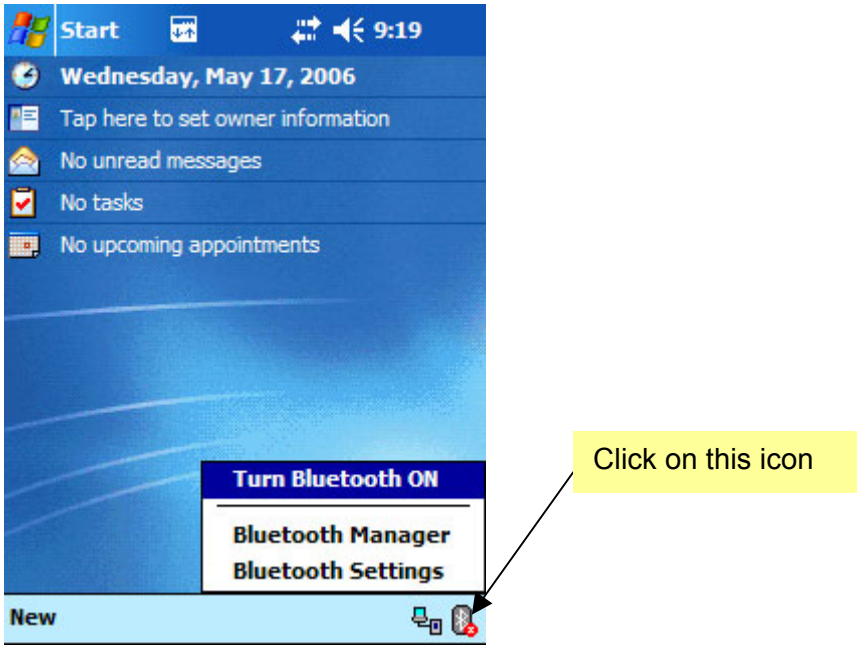 Start 9:19
Wednesday, May 17, 2006
Tap here to set owner information
No unread messages
No tasks
No upcoming appointments
Turn Bluetooth ON
Bluetooth Manager
Bluetooth Settings
New
Click on this icon